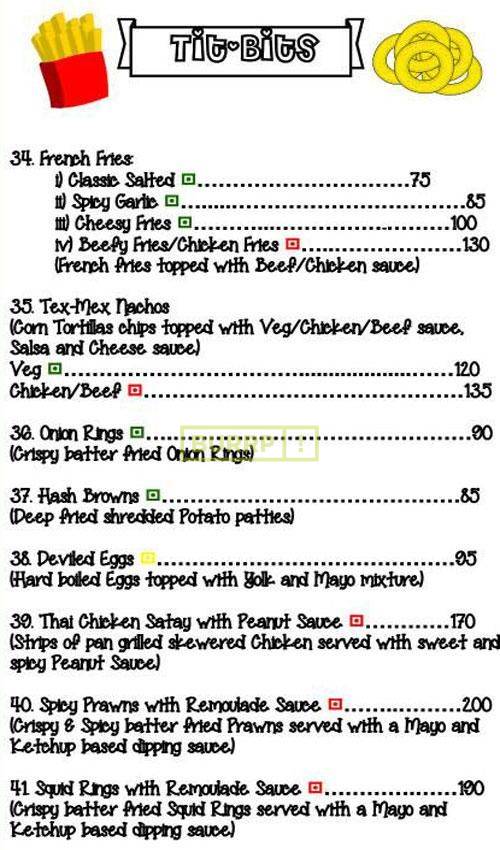 Tit-Bits
34. French Fries:
i) Classic Salted..............................75
ii) Spicy Garlic........................................85
iii) Cheesy Fries.....................................100
iv) Beefy Fries/Chicken Fries.......................130
(French fries topped with Beef/Chicken sauce)
35. Tex-Mex Nachos
(Corn Tortillas chips topped with Veg/Chicken/Beef sauce,
Salsa and Cheese sauce)
Veg.......................................................120
Chicken/Beef.............................................135
36. Onion Rings.............................................90
(Crispy batter fried Onion Rings)
BURRP!
37. Hash Browns..........................................85
(Deep fried shredded Potato patties)
38. Deviled Eggs..........................................95
(Hard boiled Eggs topped with Yolk and Mayo mixture)
39. Thai Chicken Satay with Peanut Sauce............170
(Strips of pan grilled skewered Chicken served with sweet and
spicy Peanut Sauce)
40. Spicy Prawns with Remoulade Sauce................200
(Crispy & Spicy batter fried Prawns served with a Mayo and
Ketchup based dipping sauce)
41. Squid Rings with Remoulade Sauce...................190
(Crispy batter fried Squid Rings served with a Mayo and
Ketchup based dipping sauce)